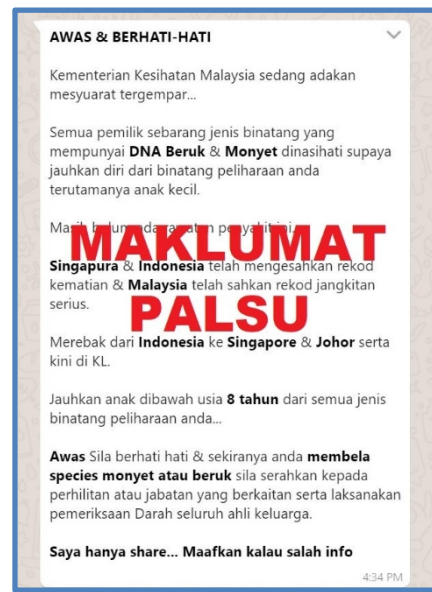 AWAS & BERHATI-HATI
Kementerian Kesihatan Malaysia sedang adakan
mesyuarat tergempar...
Semua pemilik sebarang jenis binatang yang
mempunyai DNA Beruk & Monyet dinasihati supaya
jauhkan diri dari binatang peliharaan anda
terutamanya anak kecil.
Masih belum ada rawatan penyakit ini.
MAKLUMAT
Singapura & Indonesia telah mengesahkan rekod
kematian & Malaysia telah sahkan rekod jangkitan
serius.
PALSU
Merebak dari Indonesia ke Singapore & Johor serta
kini di KL.
Jauhkan anak dibawah usia 8 tahun dari semua jenis
binatang peliharaan anda...
Awas Sila berhati hati & sekiranya anda membela
species monyet atau beruk sila serahkan kepada
perhilitan atau jabatan yang berkaitan serta laksanakan
pemeriksaan Darah seluruh ahli keluarga.
Saya hanya share... Maafkan kalau salah info
4:34 PM